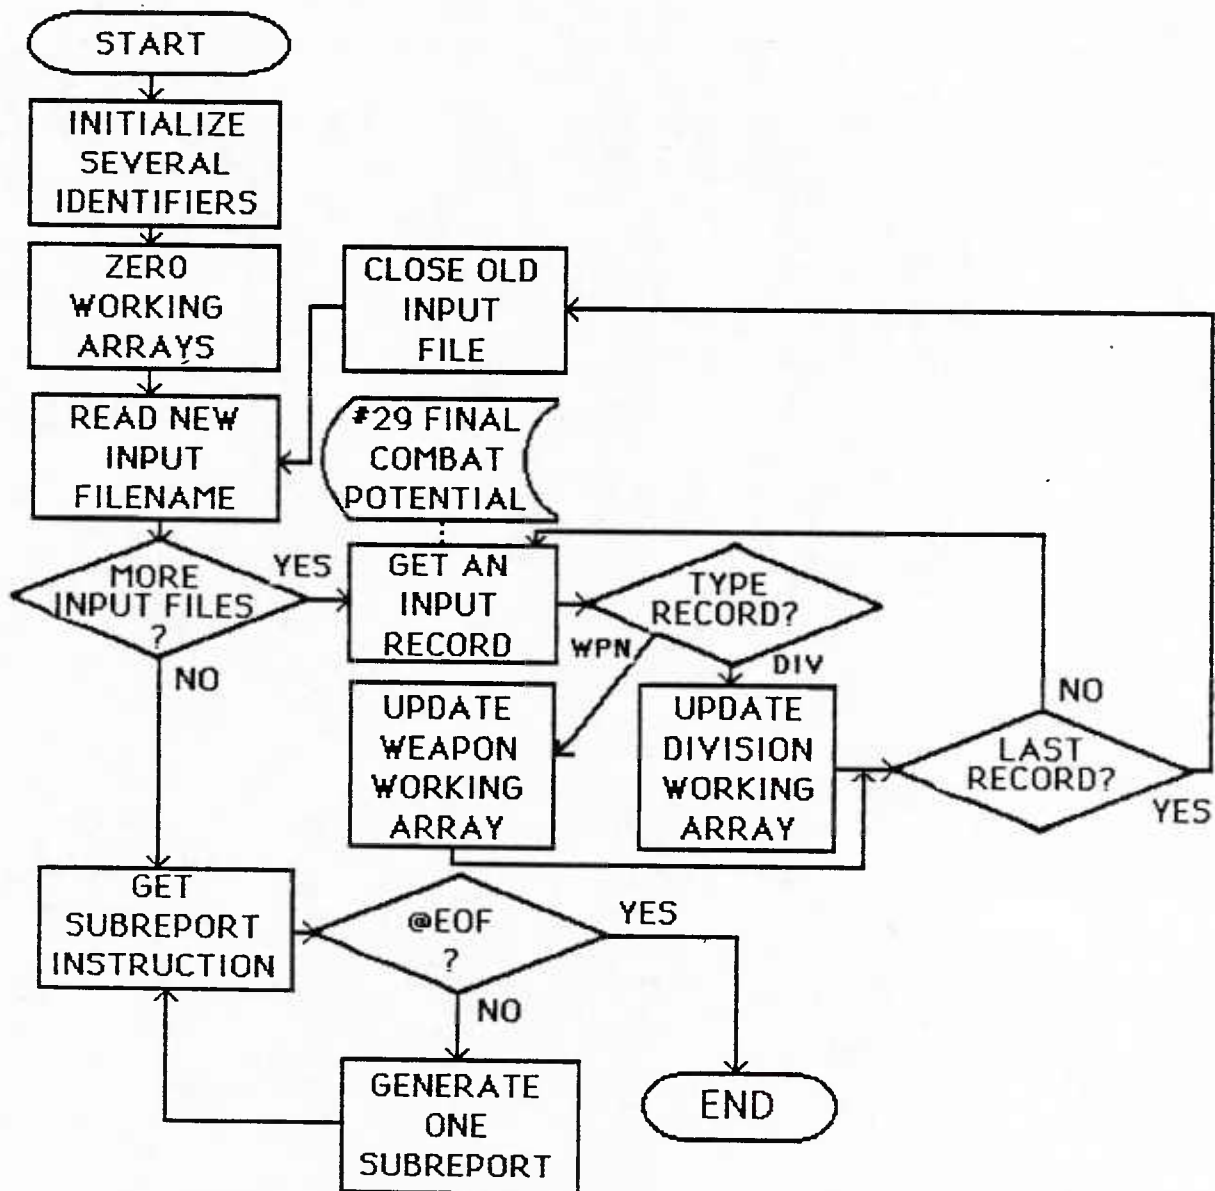 START
INITIALIZE
SEVERAL
IDENTIFIERS
ZERO
WORKING
ARRAYS
CLOSE OLD
INPUT
FILE
READ NEW
INPUT
FILENAME
#29 FINAL
COMBAT
POTENTIAL
MORE
INPUT FILES
?
YES
NO
GET AN
INPUT
RECORD
TYPE
RECORD?
WPN
DIV
UPDATE
WEAPON
WORKING
ARRAY
UPDATE
DIVISION
WORKING
ARRAY
LAST
RECORD?
NO
YES
GET
SUBREPORT
INSTRUCTION
@EOF
?
YES
NO
GENERATE
ONE
SUBREPORT
END